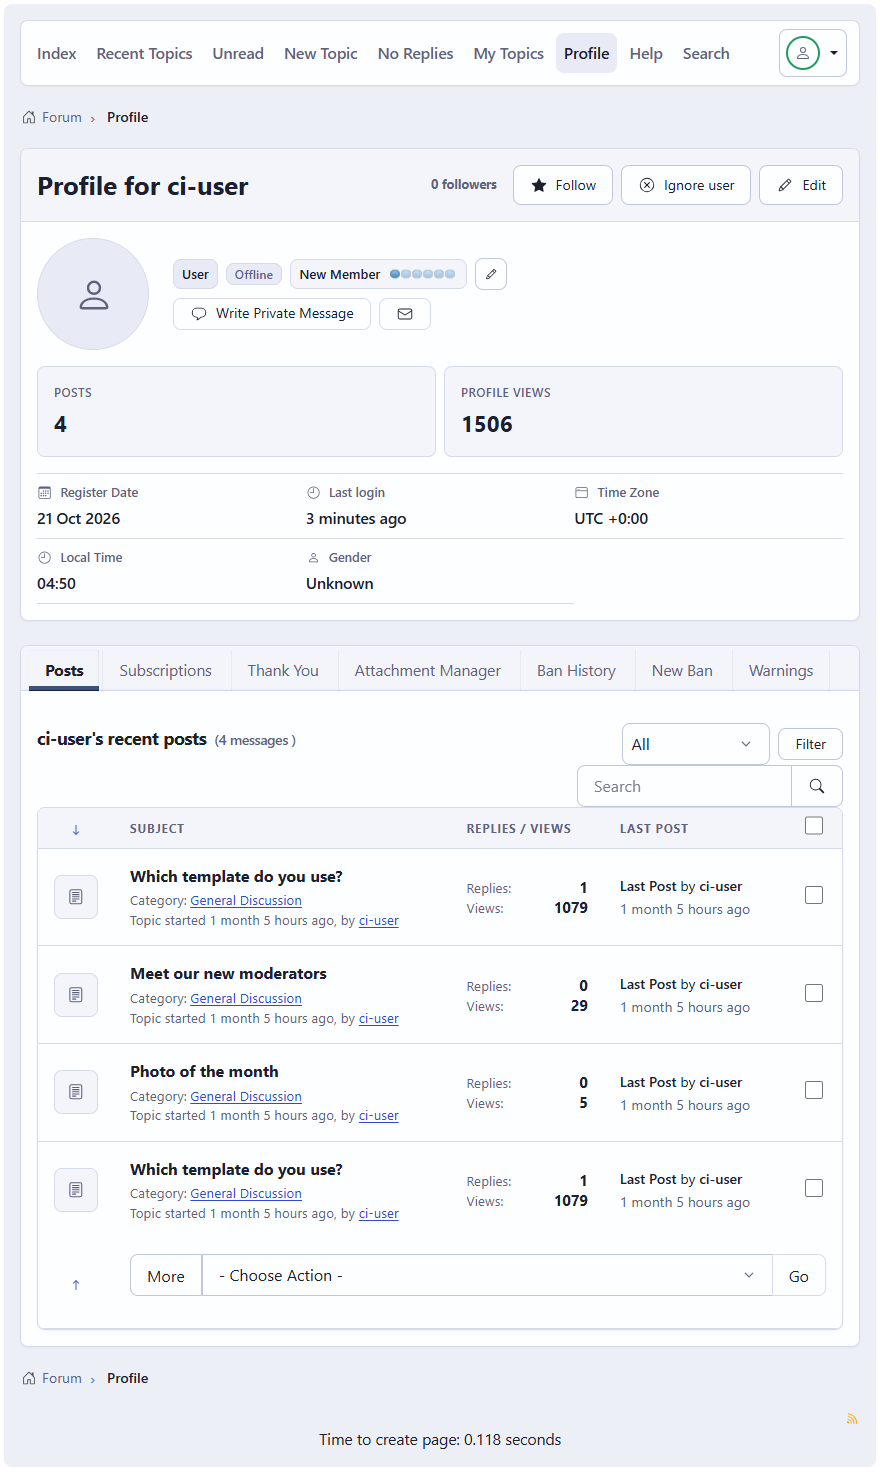 Index Recent Topics Unread New Topic No Replies My Topics Profile Help Search
Forum › Profile
Profile for ci-user 0 followers Follow Ignore user Edit
User Offline New Member
Write Private Message
POSTS PROFILE VIEWS
4 1506
Register Date Last login Time Zone
21 Oct 2026 3 minutes ago UTC +0:00
Local Time Gender
04:50 Unknown
Posts Subscriptions Thank You Attachment Manager Ban History New Ban Warnings
ci-user's recent posts (4 messages ) All Filter
Search
↓ SUBJECT REPLIES / VIEWS LAST POST
Which template do you use?
Category: General Discussion
Topic started 1 month 5 hours ago, by ci-user
Replies: 1
Views: 1079
Last Post by ci-user
1 month 5 hours ago
Meet our new moderators
Category: General Discussion
Topic started 1 month 5 hours ago, by ci-user
Replies: 0
Views: 29
Last Post by ci-user
1 month 5 hours ago
Photo of the month
Category: General Discussion
Topic started 1 month 5 hours ago, by ci-user
Replies: 0
Views: 5
Last Post by ci-user
1 month 5 hours ago
Which template do you use?
Category: General Discussion
Topic started 1 month 5 hours ago, by ci-user
Replies: 1
Views: 1079
Last Post by ci-user
1 month 5 hours ago
↑ More - Choose Action - Go
Forum › Profile
Time to create page: 0.118 seconds